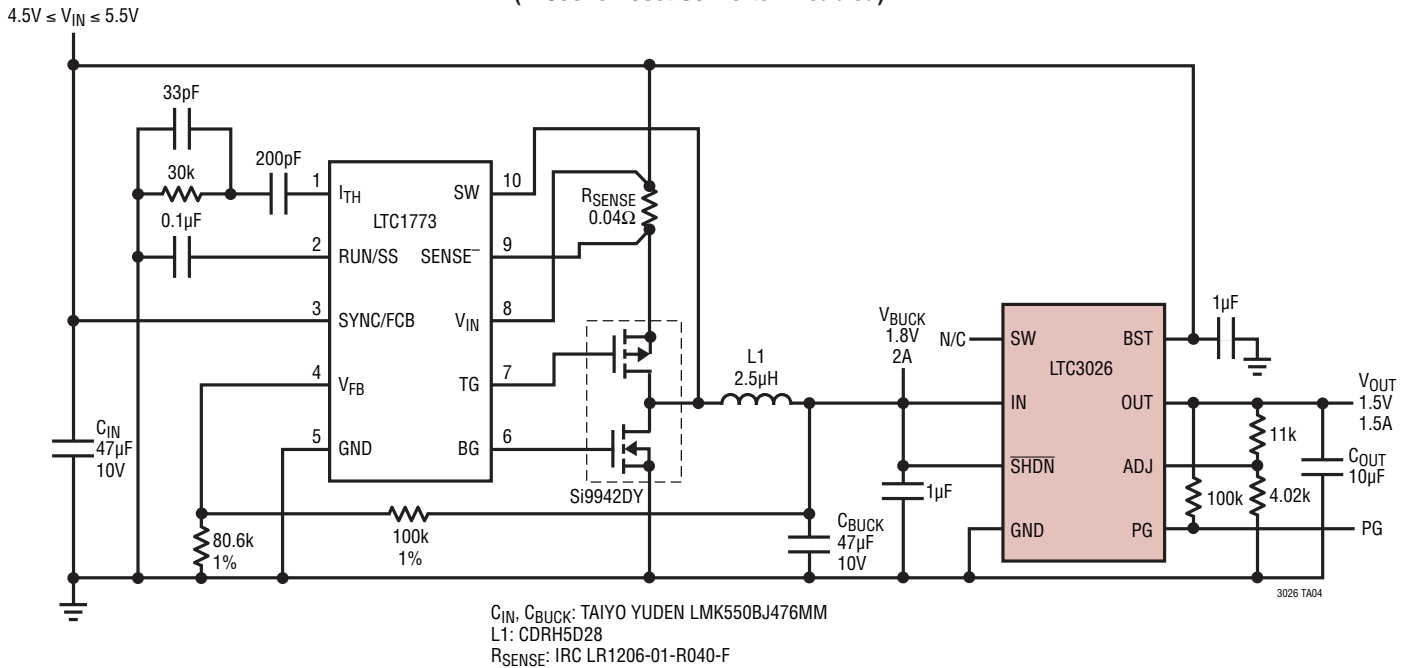 4.5V ≤ VIN ≤ 5.5V
33pF
30k
200pF
0.1µF
1
ITH
SW
10
LTC1773
2
RUN/SS
SENSE–
9
3
SYNC/FCB
VIN
8
4
VFB
TG
7
5
GND
BG
6
RSENSE
0.04Ω
Si9942DY
CIN
47µF
10V
80.6k
1%
100k
1%
L1
2.5µH
VBUCK
1.8V
2A
CBUCK
47µF
10V
1µF
N/C
SW
BST
LTC3026
IN
OUT
SHDN
ADJ
GND
PG
1µF
VOUT
1.5V
1.5A
11k
COUT
10µF
100k
4.02k
PG
3026 TA04
CIN, CBUCK: TAIYO YUDEN LMK550BJ476MM
L1: CDRH5D28
RSENSE: IRC LR1206-01-R040-F